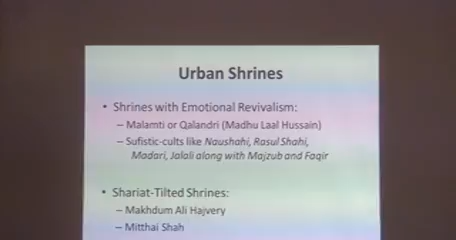 Urban Shrines
• Shrines with Emotional Revivalism:
– Malamti or Qalandri (Madhu Laal Hussain)
– Sufistic-cults like Naushahi, Rasul Shahi,
Madari, Jalali along with Majzub and Faqir
• Shariat-Tilted Shrines:
– Makhdum Ali Hajvery
– Mitthai Shah